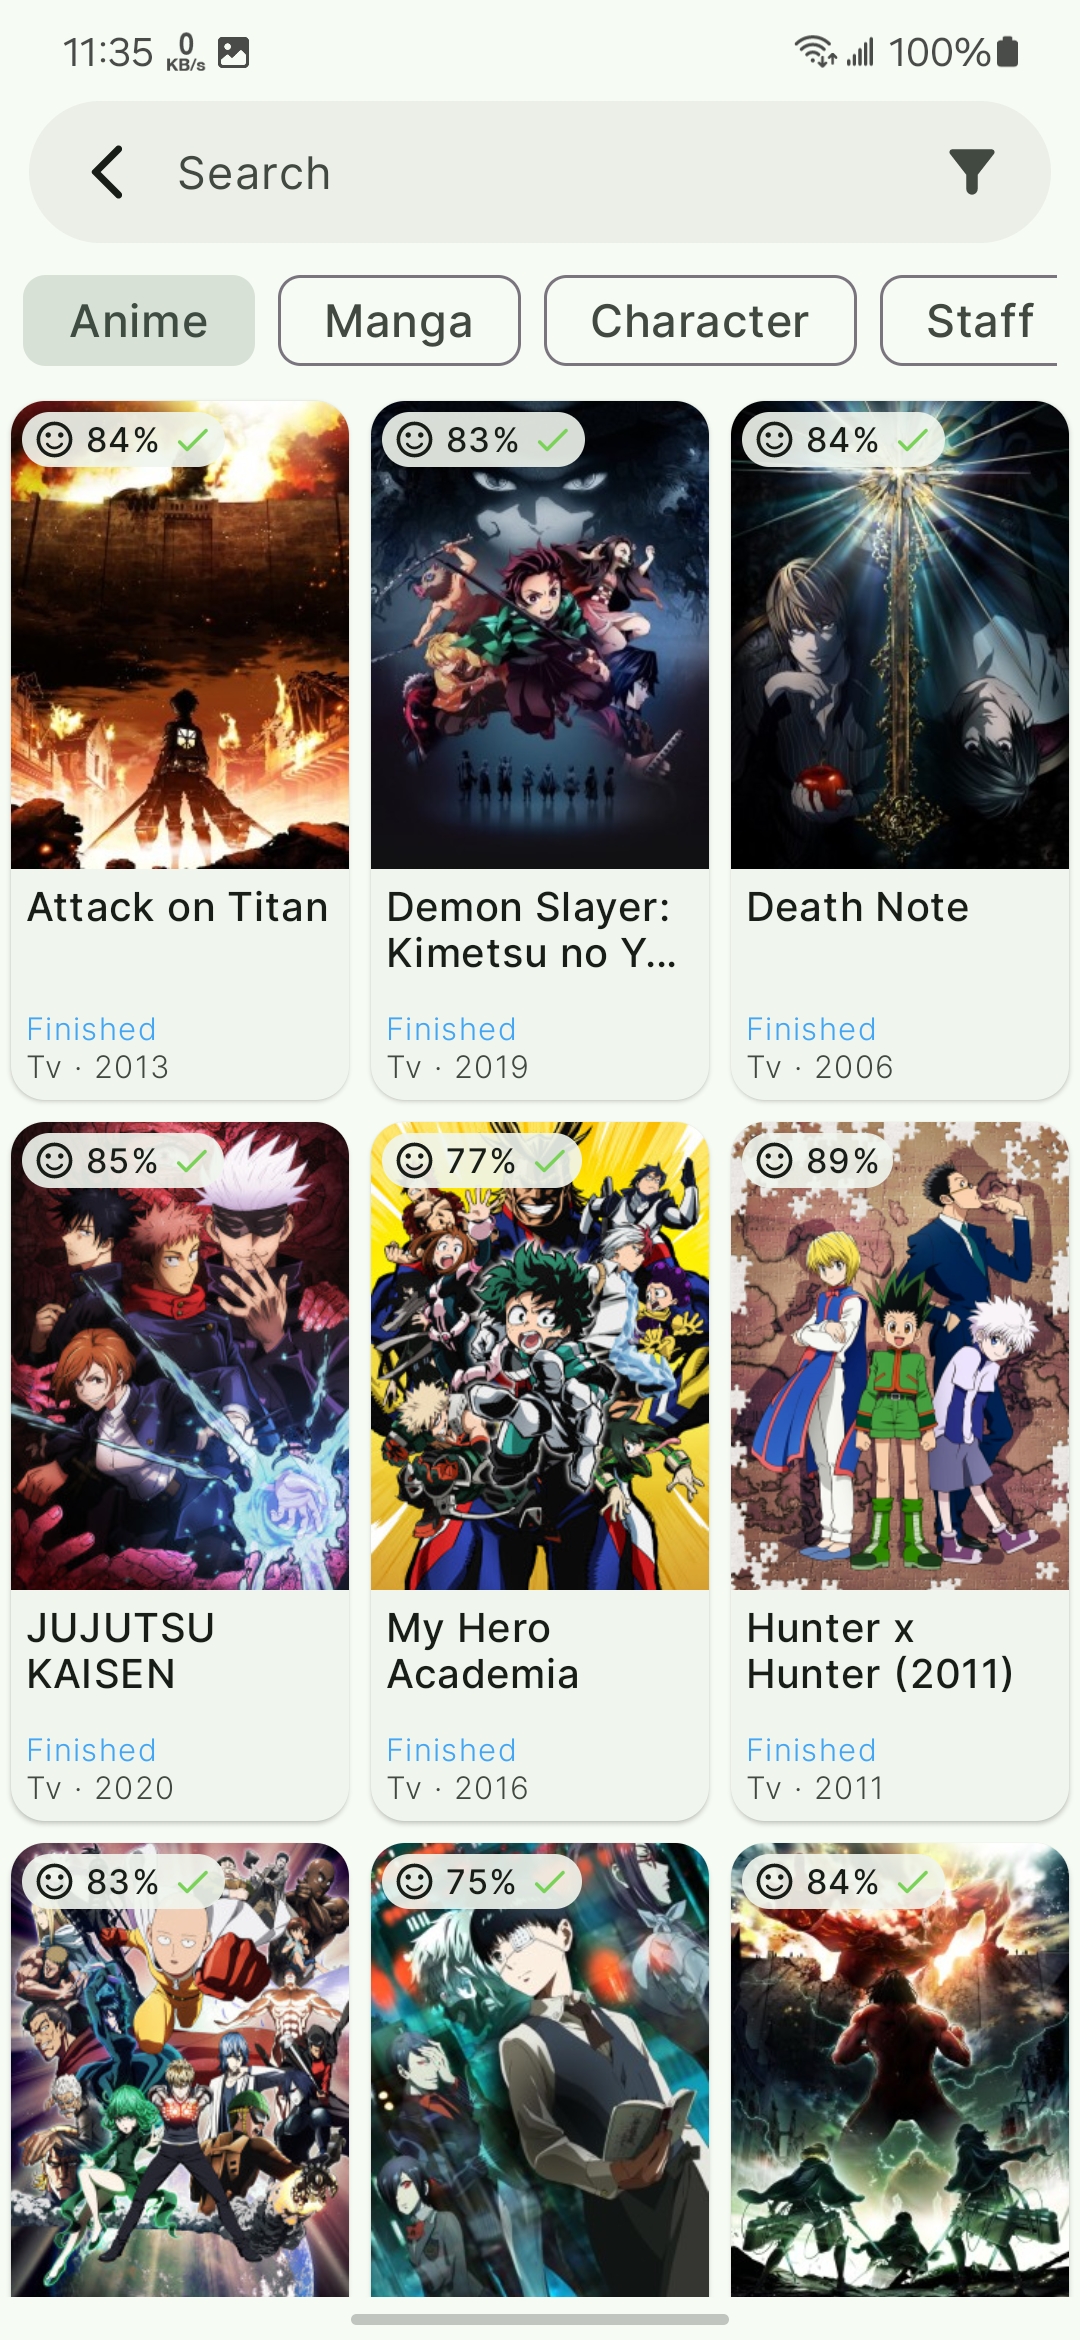 11:35 0 KB/s 100%
Search
Anime Manga Character Staff
84% 83% 84%
Attack on Titan
Finished
Tv · 2013
Demon Slayer:
Kimetsu no Y...
Finished
Tv · 2019
Death Note
Finished
Tv · 2006
85% 77% 89%
JUJUTSU
KAISEN
Finished
Tv · 2020
My Hero
Academia
Finished
Tv · 2016
Hunter x
Hunter (2011)
Finished
Tv · 2011
83% 75% 84%